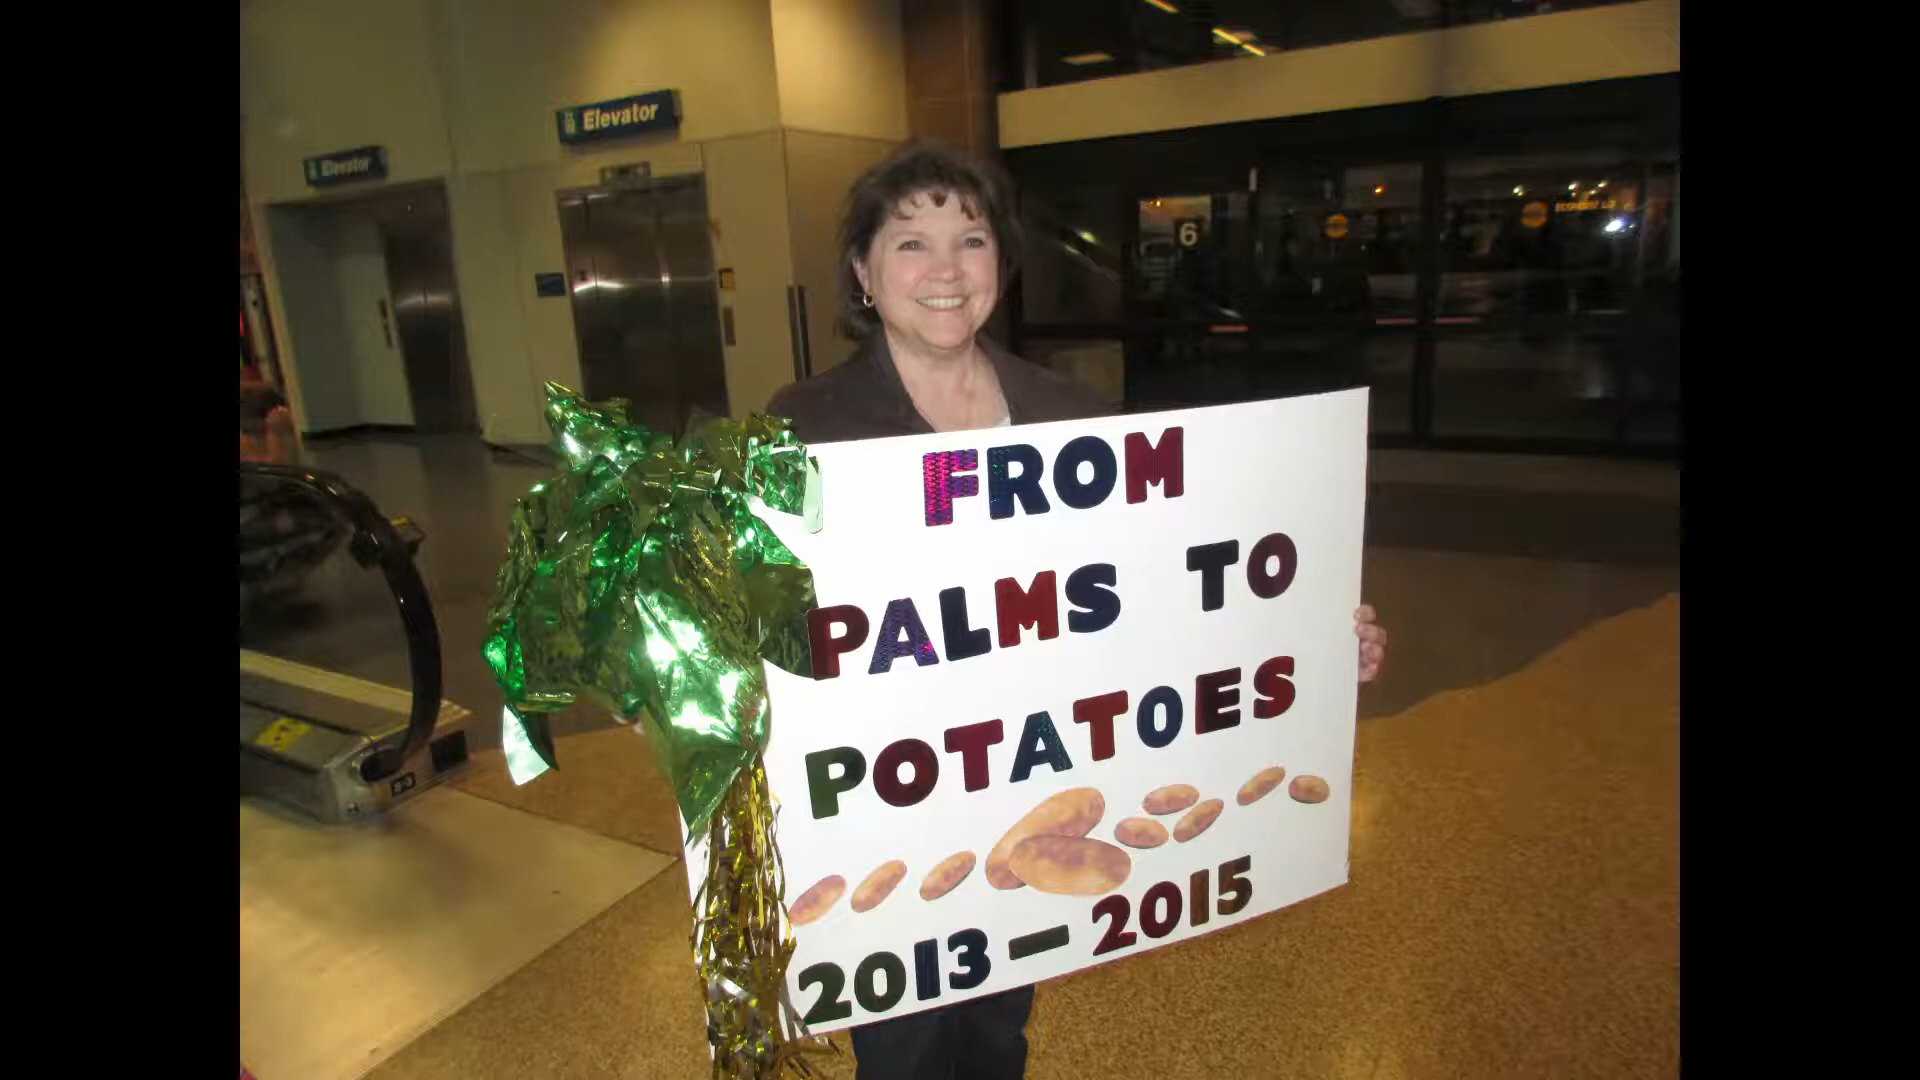 Elevator
Elevator
6
FROM
PALMS TO
POTATOES
2013—2015